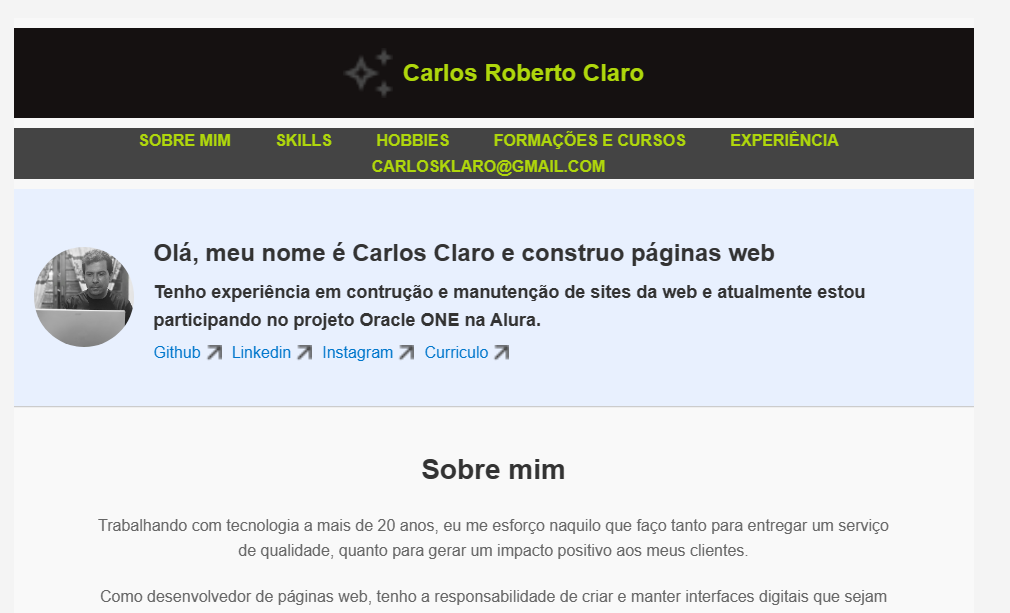 Carlos Roberto Claro
SOBRE MIM SKILLS HOBBIES FORMAÇÕES E CURSOS EXPERIÊNCIA
CARLOSKLARO@GMAIL.COM
Olá, meu nome é Carlos Claro e construo páginas web
Tenho experiência em contrução e manutenção de sites da web e atualmente estou
participando no projeto Oracle ONE na Alura.
Github Linkedin Instagram Curriculo
Sobre mim
Trabalhando com tecnologia a mais de 20 anos, eu me esforço naquilo que faço tanto para entregar um serviço
de qualidade, quanto para gerar um impacto positivo aos meus clientes.
Como desenvolvedor de páginas web, tenho a responsabilidade de criar e manter interfaces digitais que sejam